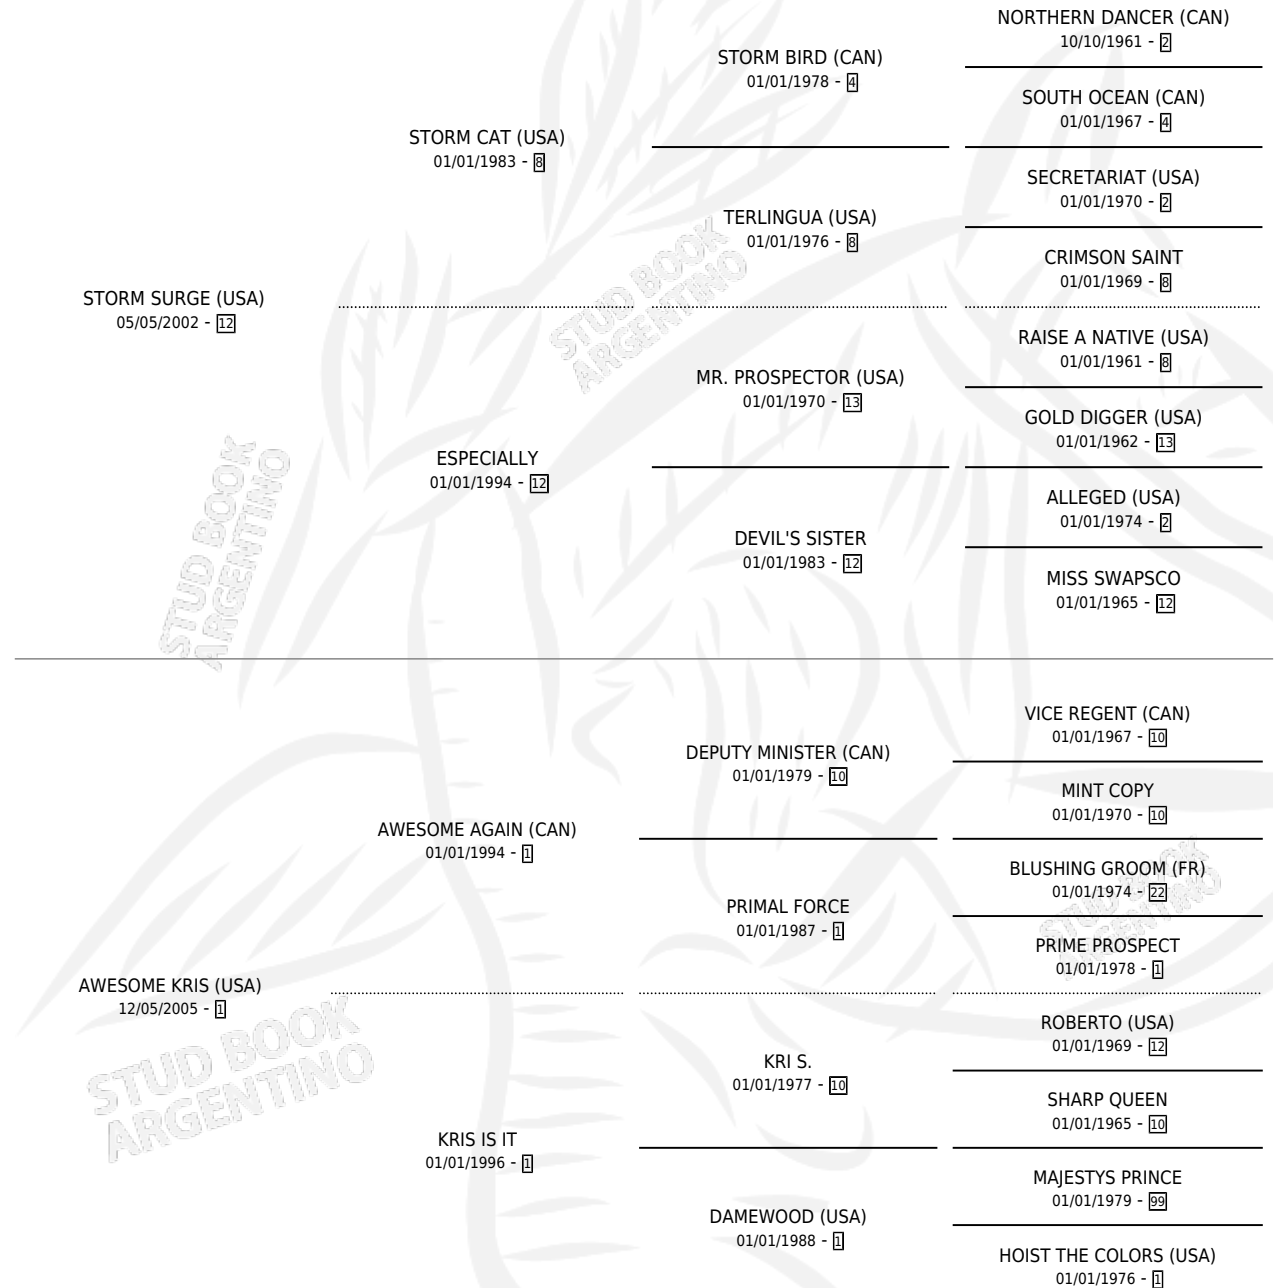 NORTHERN DANCER (CAN)
10/10/1961 - 2
STORM BIRD (CAN)
01/01/1978 - 4
SOUTH OCEAN (CAN)
01/01/1967 - 4
STORM CAT (USA)
01/01/1983 - 8
SECRETARIAT (USA)
01/01/1970 - 2
TERLINGUA (USA)
01/01/1976 - 8
CRIMSON SAINT
01/01/1969 - 8
STORM SURGE (USA)
05/05/2002 - 12
RAISE A NATIVE (USA)
01/01/1961 - 8
MR. PROSPECTOR (USA)
01/01/1970 - 13
GOLD DIGGER (USA)
01/01/1962 - 13
ESPECIALLY
01/01/1994 - 12
ALLEGED (USA)
01/01/1974 - 2
DEVIL'S SISTER
01/01/1983 - 12
MISS SWAPSCO
01/01/1965 - 12
VICE REGENT (CAN)
01/01/1967 - 10
DEPUTY MINISTER (CAN)
01/01/1979 - 10
MINT COPY
01/01/1970 - 10
AWESOME AGAIN (CAN)
01/01/1994 - 1
BLUSHING GROOM (FR)
01/01/1974 - 22
PRIMAL FORCE
01/01/1987 - 1
PRIME PROSPECT
01/01/1978 - 1
AWESOME KRIS (USA)
12/05/2005 - 1
ROBERTO (USA)
01/01/1969 - 12
KRI S.
01/01/1977 - 10
SHARP QUEEN
01/01/1965 - 10
KRIS IS IT
01/01/1996 - 1
MAJESTYS PRINCE
01/01/1979 - 99
DAMEWOOD (USA)
01/01/1988 - 1
HOIST THE COLORS (USA)
01/01/1976 - 1
STUD BOOK
ARGENTINO
STUD BOOK
ARGENTINO
STUD BOOK
ARGENTINO
STUD BOOK
ARGENTINO